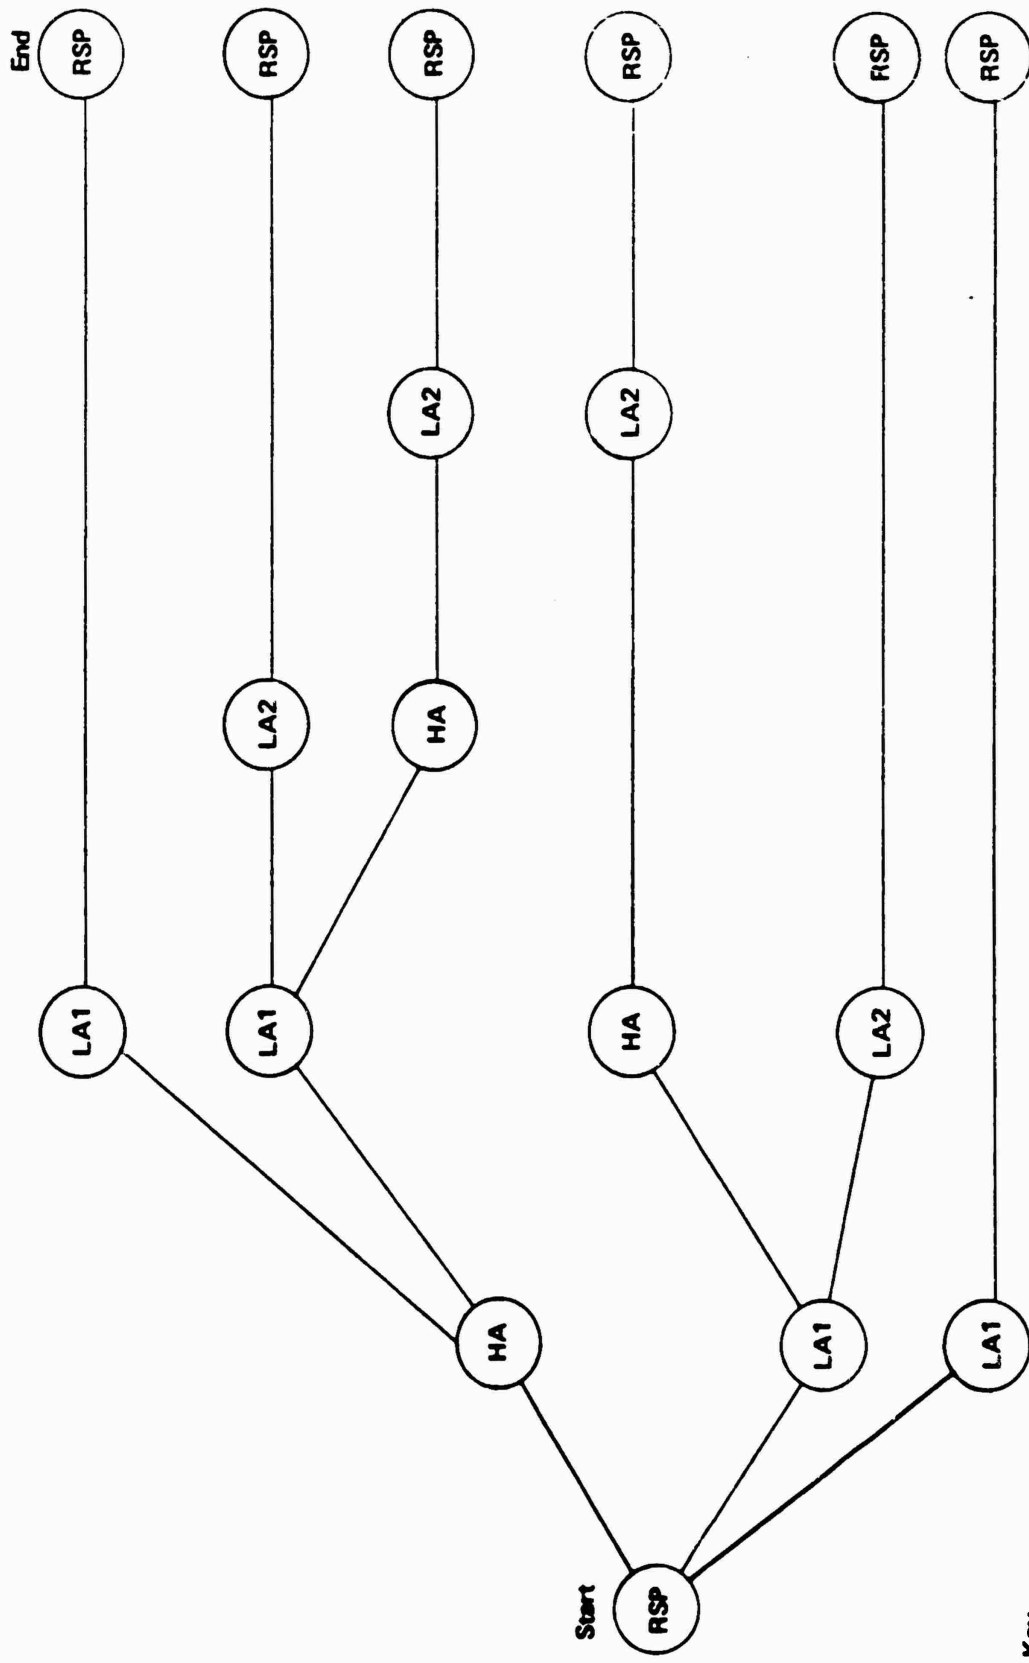 End
LA1 RSP
LA1 LA2 RSP
HA LA2 RSP
HA
Start
HA LA2 RSP
RSP
LA1
LA2 RSP
LA1 RSP